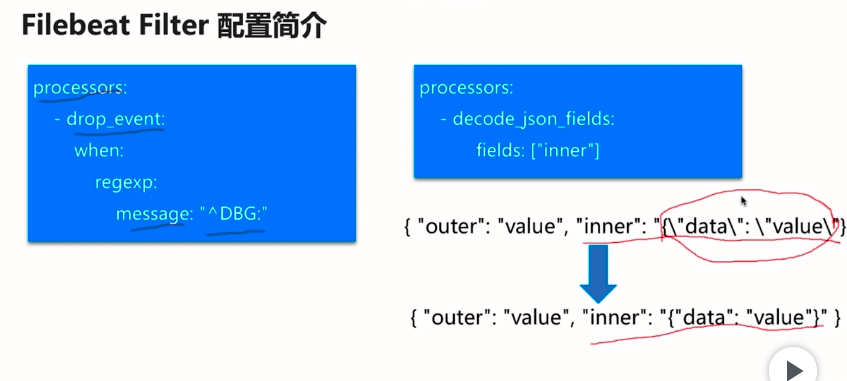 Filebeat Filter 配置简介
processors:
- drop_event:
when:
regexp:
message: "^DBG:"
processors:
- decode_json_fields:
fields: ["inner"]
{ "outer": "value", "inner": "{\"data\": \"value\"}
{ "outer": "value", "inner": "{"data": "value"}" }